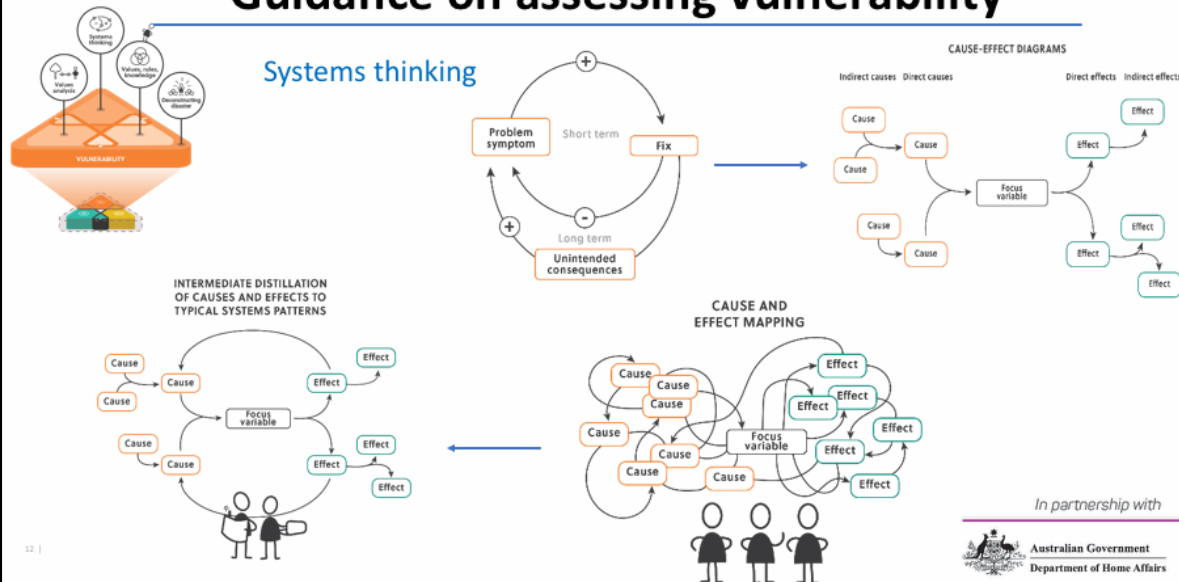 Guidance on assessing vulnerability
Systems thinking
Systems
thinking
Values, rules,
knowledge
Values
analysis
Deconstructing
disaster
VULNERABILITY
+
Problem
symptom
Short term
Fix
-
+
Long term
Unintended
consequences
CAUSE-EFFECT DIAGRAMS
Indirect causes
Direct causes
Direct effects
Indirect effects
Cause
Cause
Cause
Cause
Cause
Focus
variable
Effect
Effect
Effect
Effect
Effect
INTERMEDIATE DISTILLATION
OF CAUSES AND EFFECTS TO
TYPICAL SYSTEMS PATTERNS
Cause
Cause
Cause
Cause
Cause
Focus
variable
Effect
Effect
Effect
Effect
Effect
CAUSE AND
EFFECT MAPPING
Cause
Cause
Cause
Cause
Cause
Cause
Cause
Focus
variable
Effect
Effect
Effect
Effect
Effect
Effect
In partnership with
Australian Government
Department of Home Affairs
12 |